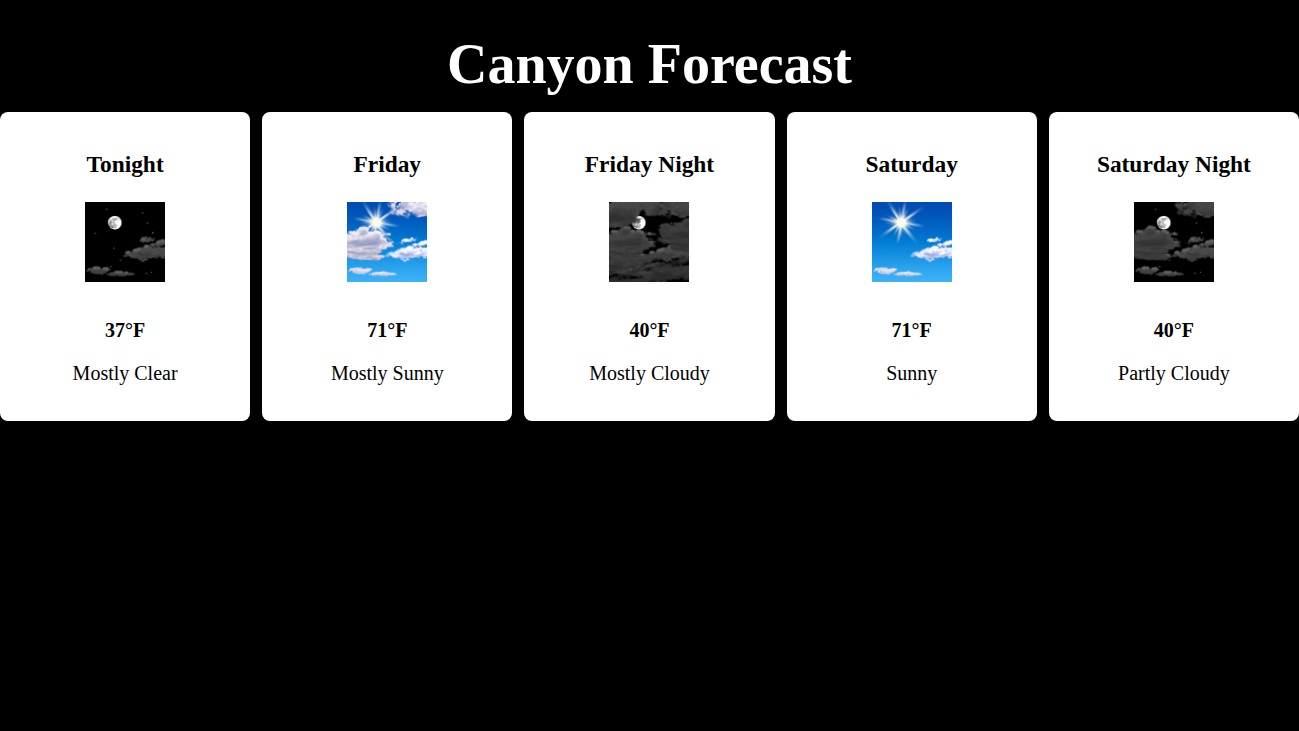 Canyon Forecast
Tonight
37°F
Mostly Clear
Friday
71°F
Mostly Sunny
Friday Night
40°F
Mostly Cloudy
Saturday
71°F
Sunny
Saturday Night
40°F
Partly Cloudy